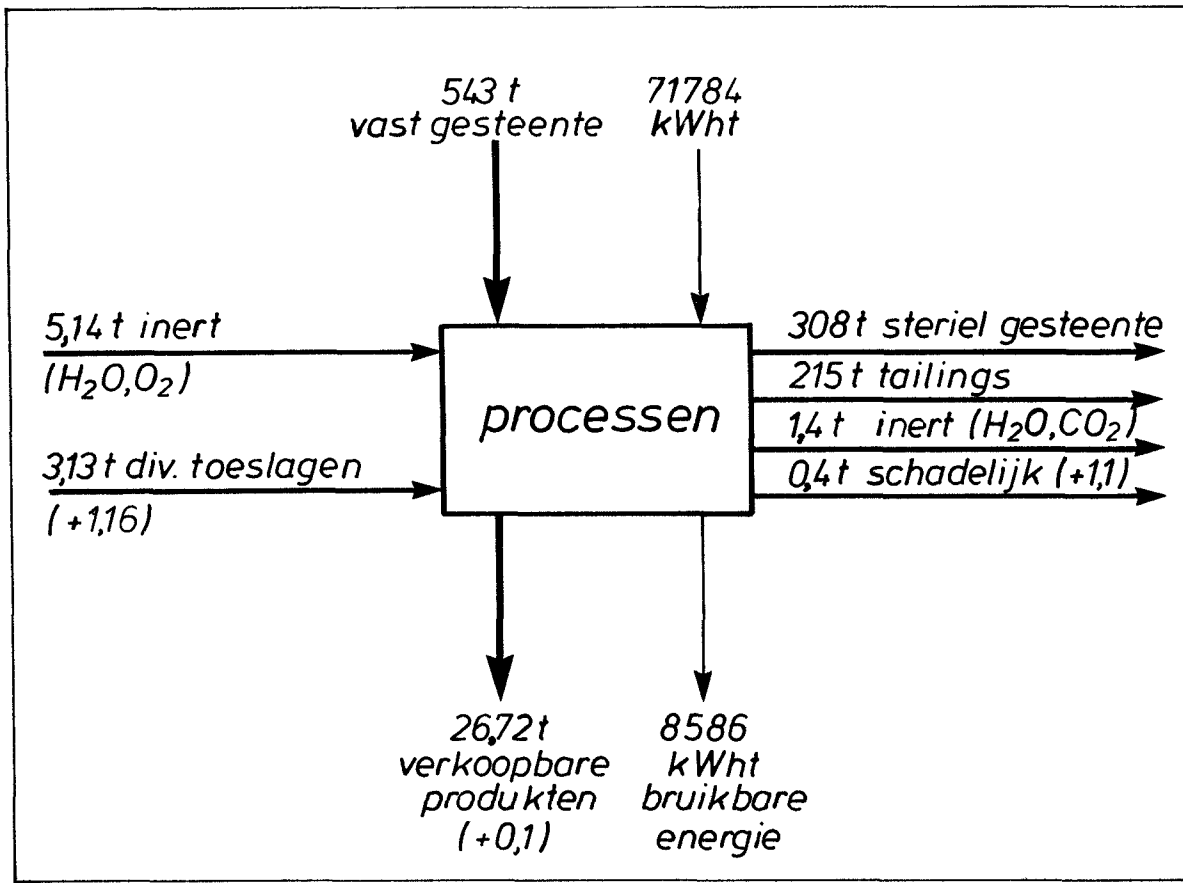 543 t
vast gesteente
71784
kWht
5,14 t inert
(H₂O,O₂)
3,13 t div. toeslagen
(+1,16)
processen
308 t steriel gesteente
215 t tailings
1,4 t inert (H₂O,CO₂)
0,4 t schadelijk (+1,1)
26,72 t
verkoopbare
produkten
(+0,1)
8586
kWht
bruikbare
energie